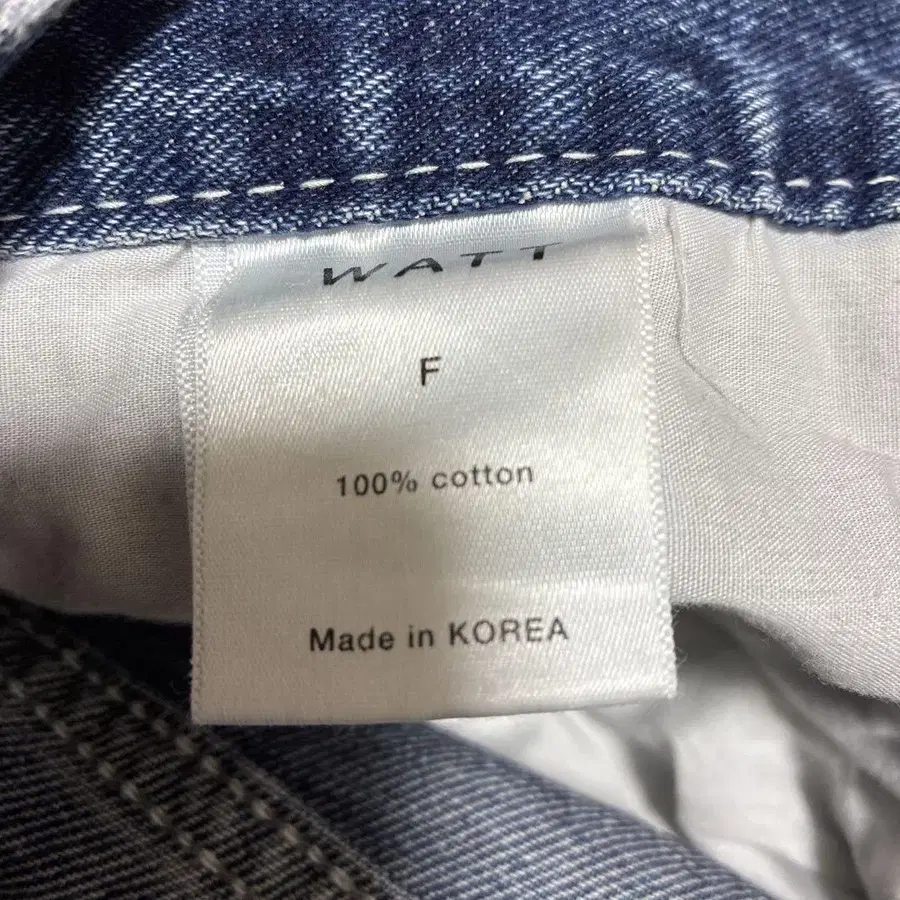 WATT
F
100% cotton
Made in KOREA